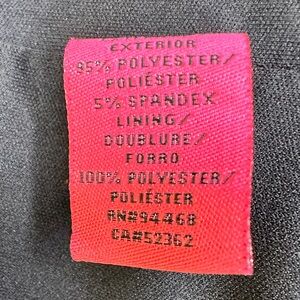 EXTERIOR
95% POLYESTER/
POLIÉSTER
5% SPANDEX
LINING/
DOUBLURE/
FORRO
100% POLYESTER/
POLIÉSTER
RN#94468
CA#52362